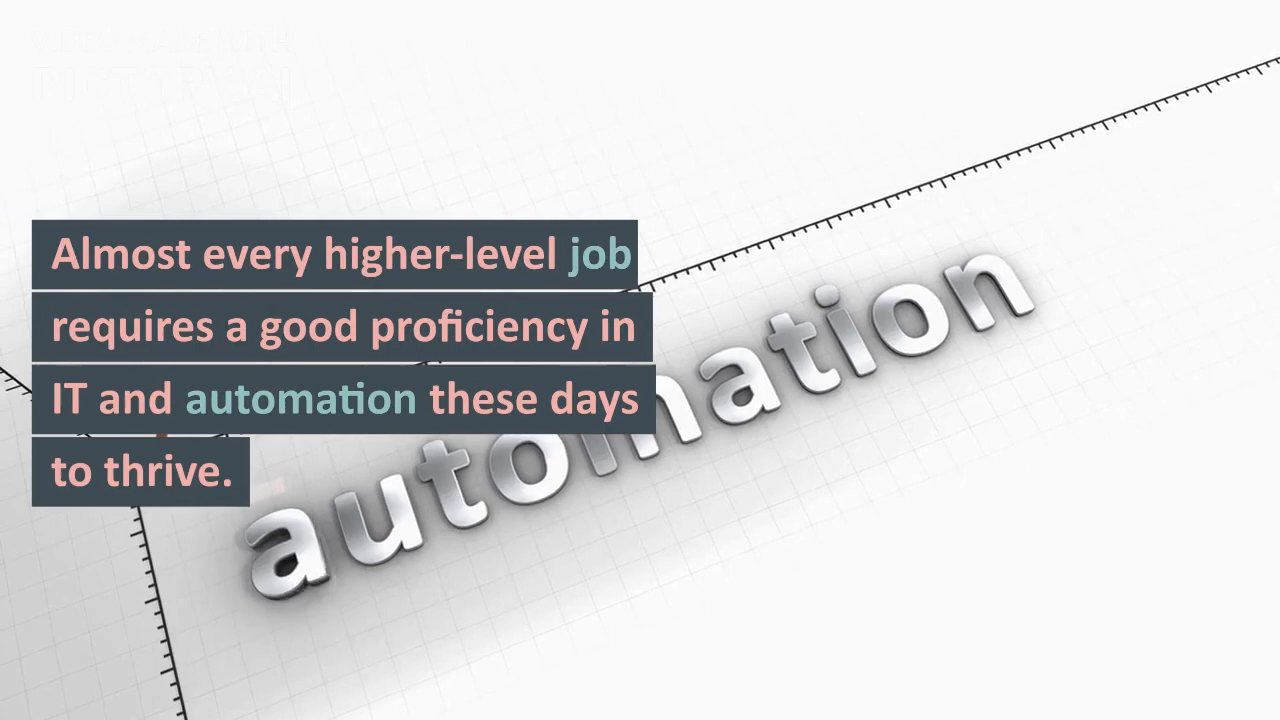 Almost every higher-level job
requires a good proficiency in
IT and automation these days
to thrive.
automation